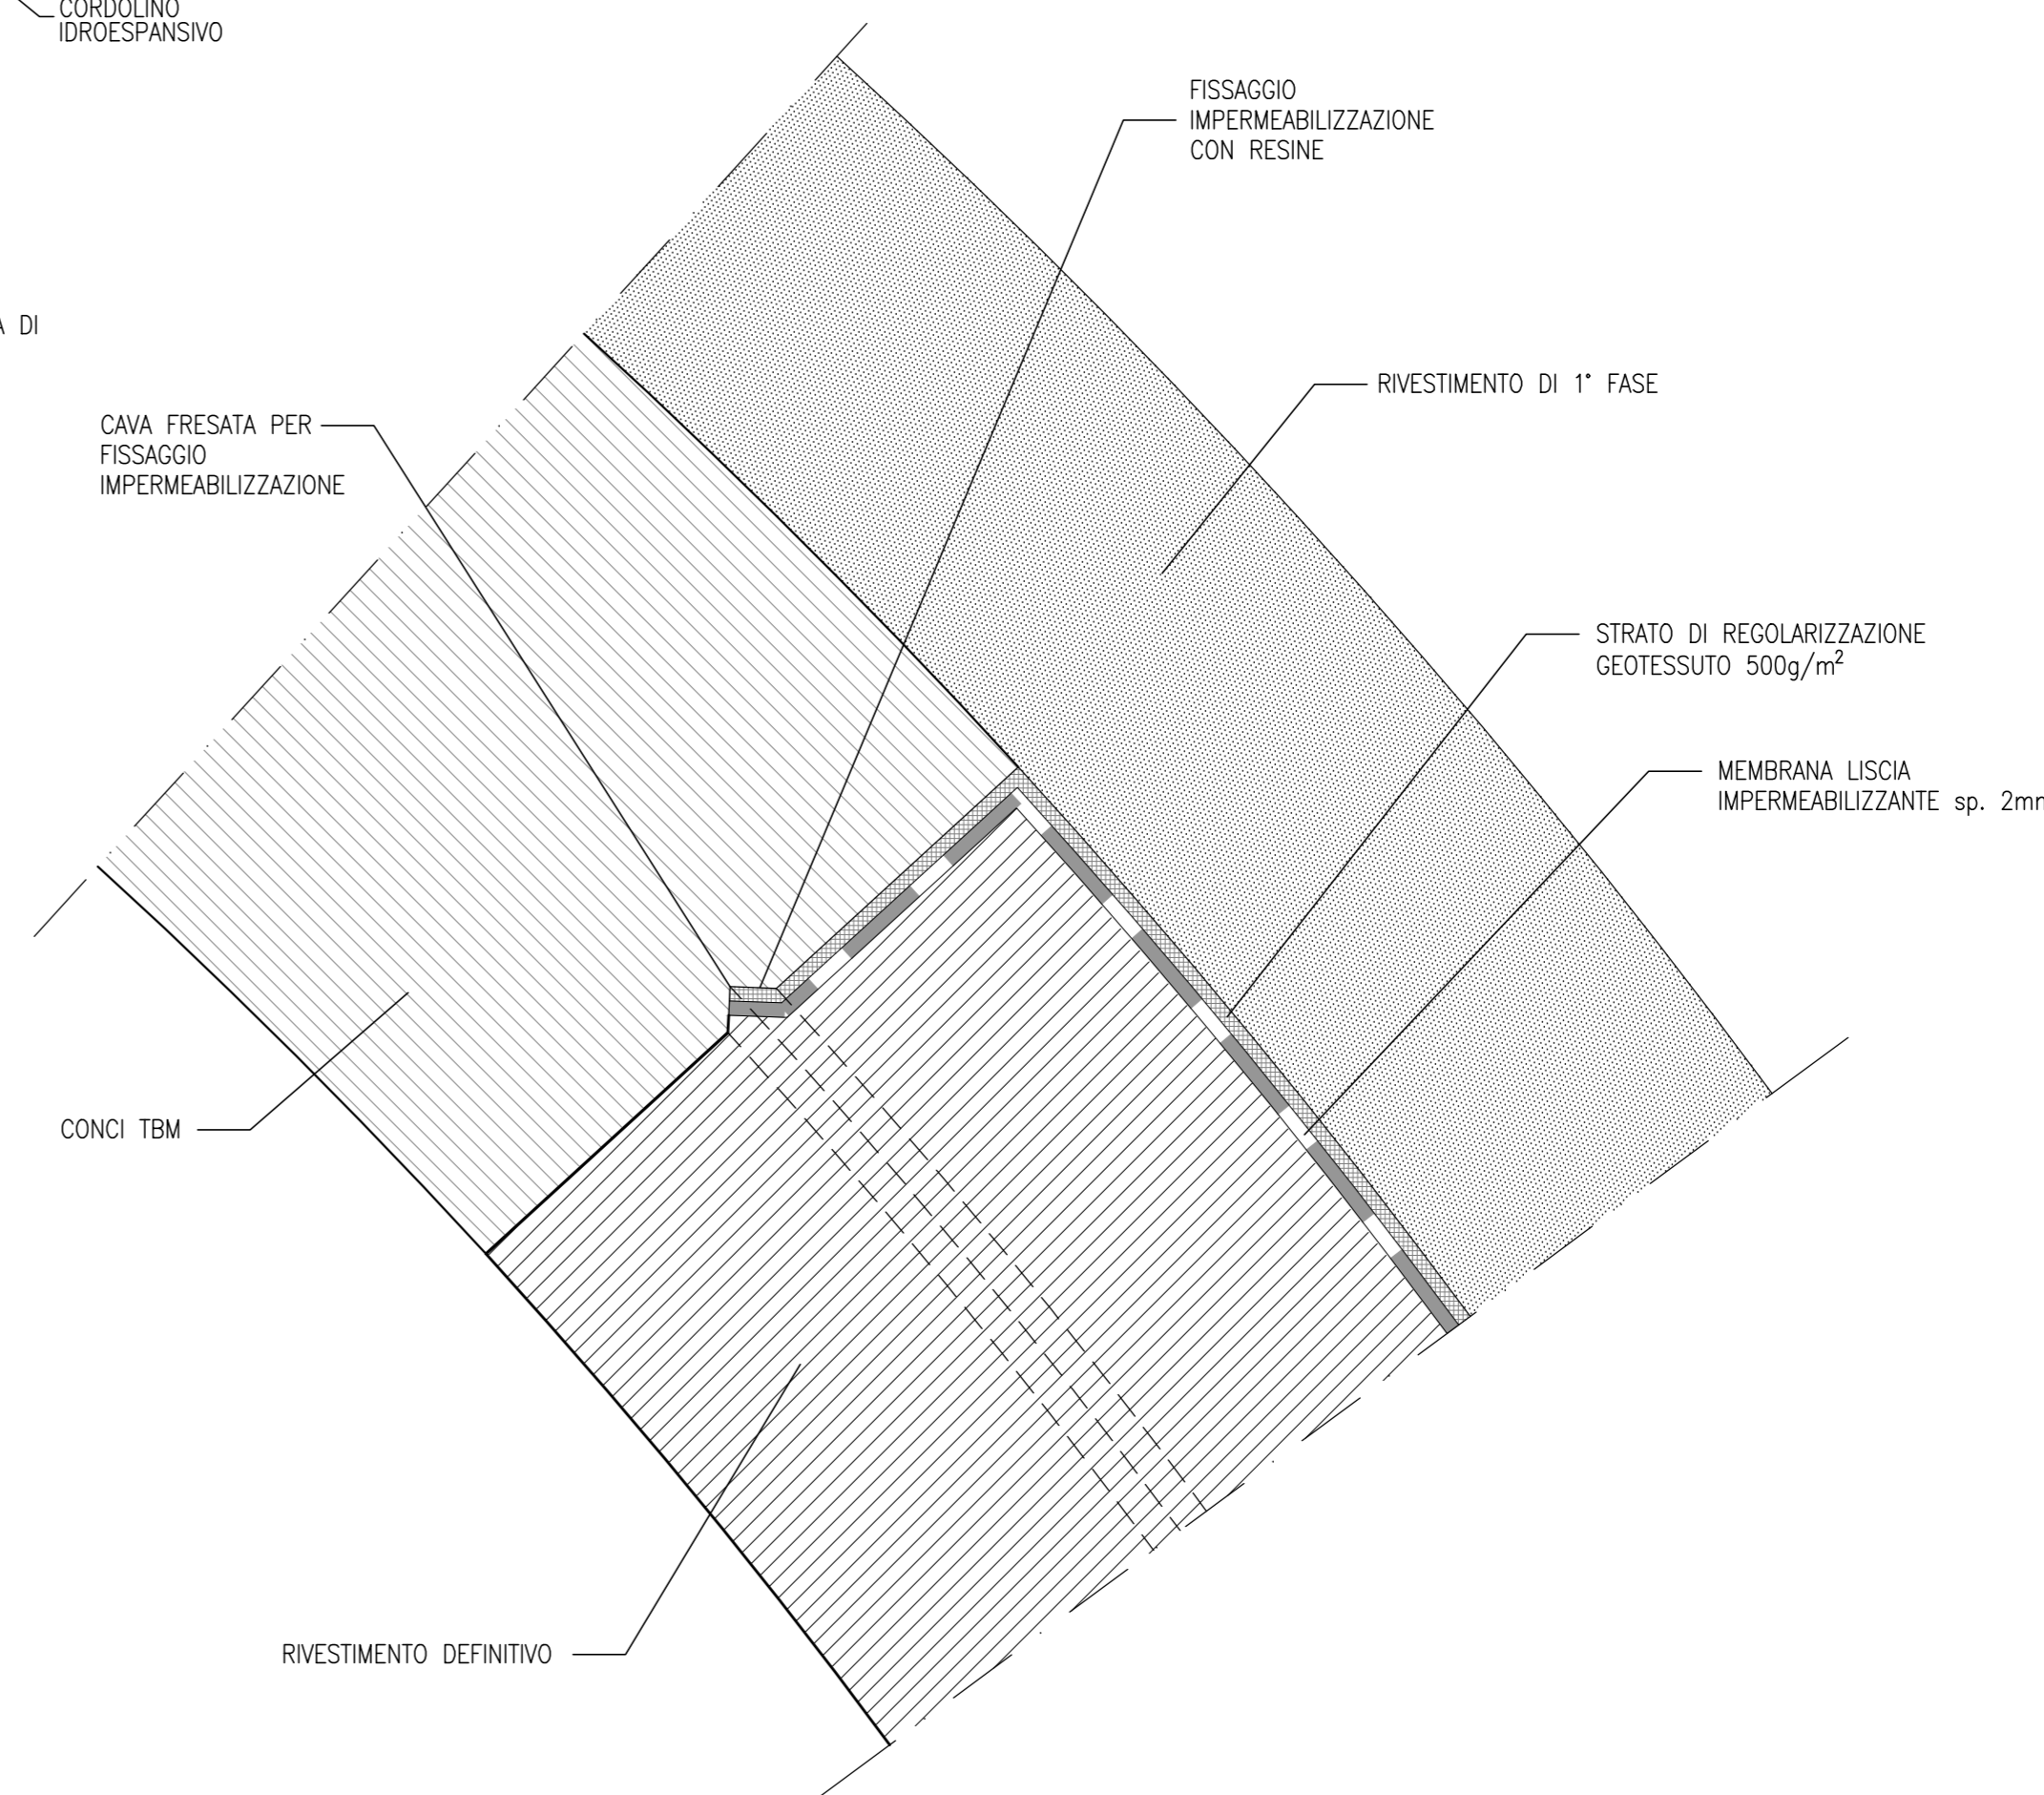 CORDOLINO
IDROESPANSIVO
FISSAGGIO
IMPERMEABILIZZAZIONE
CON RESINE
A DI
RIVESTIMENTO DI 1° FASE
CAVA FRESATA PER
FISSAGGIO
IMPERMEABILIZZAZIONE
STRATO DI REGOLARIZZAZIONE
GEOTESSUTO 500g/m²
MEMBRANA LISCIA
IMPERMEABILIZZANTE sp. 2mm
CONCI TBM
RIVESTIMENTO DEFINITIVO